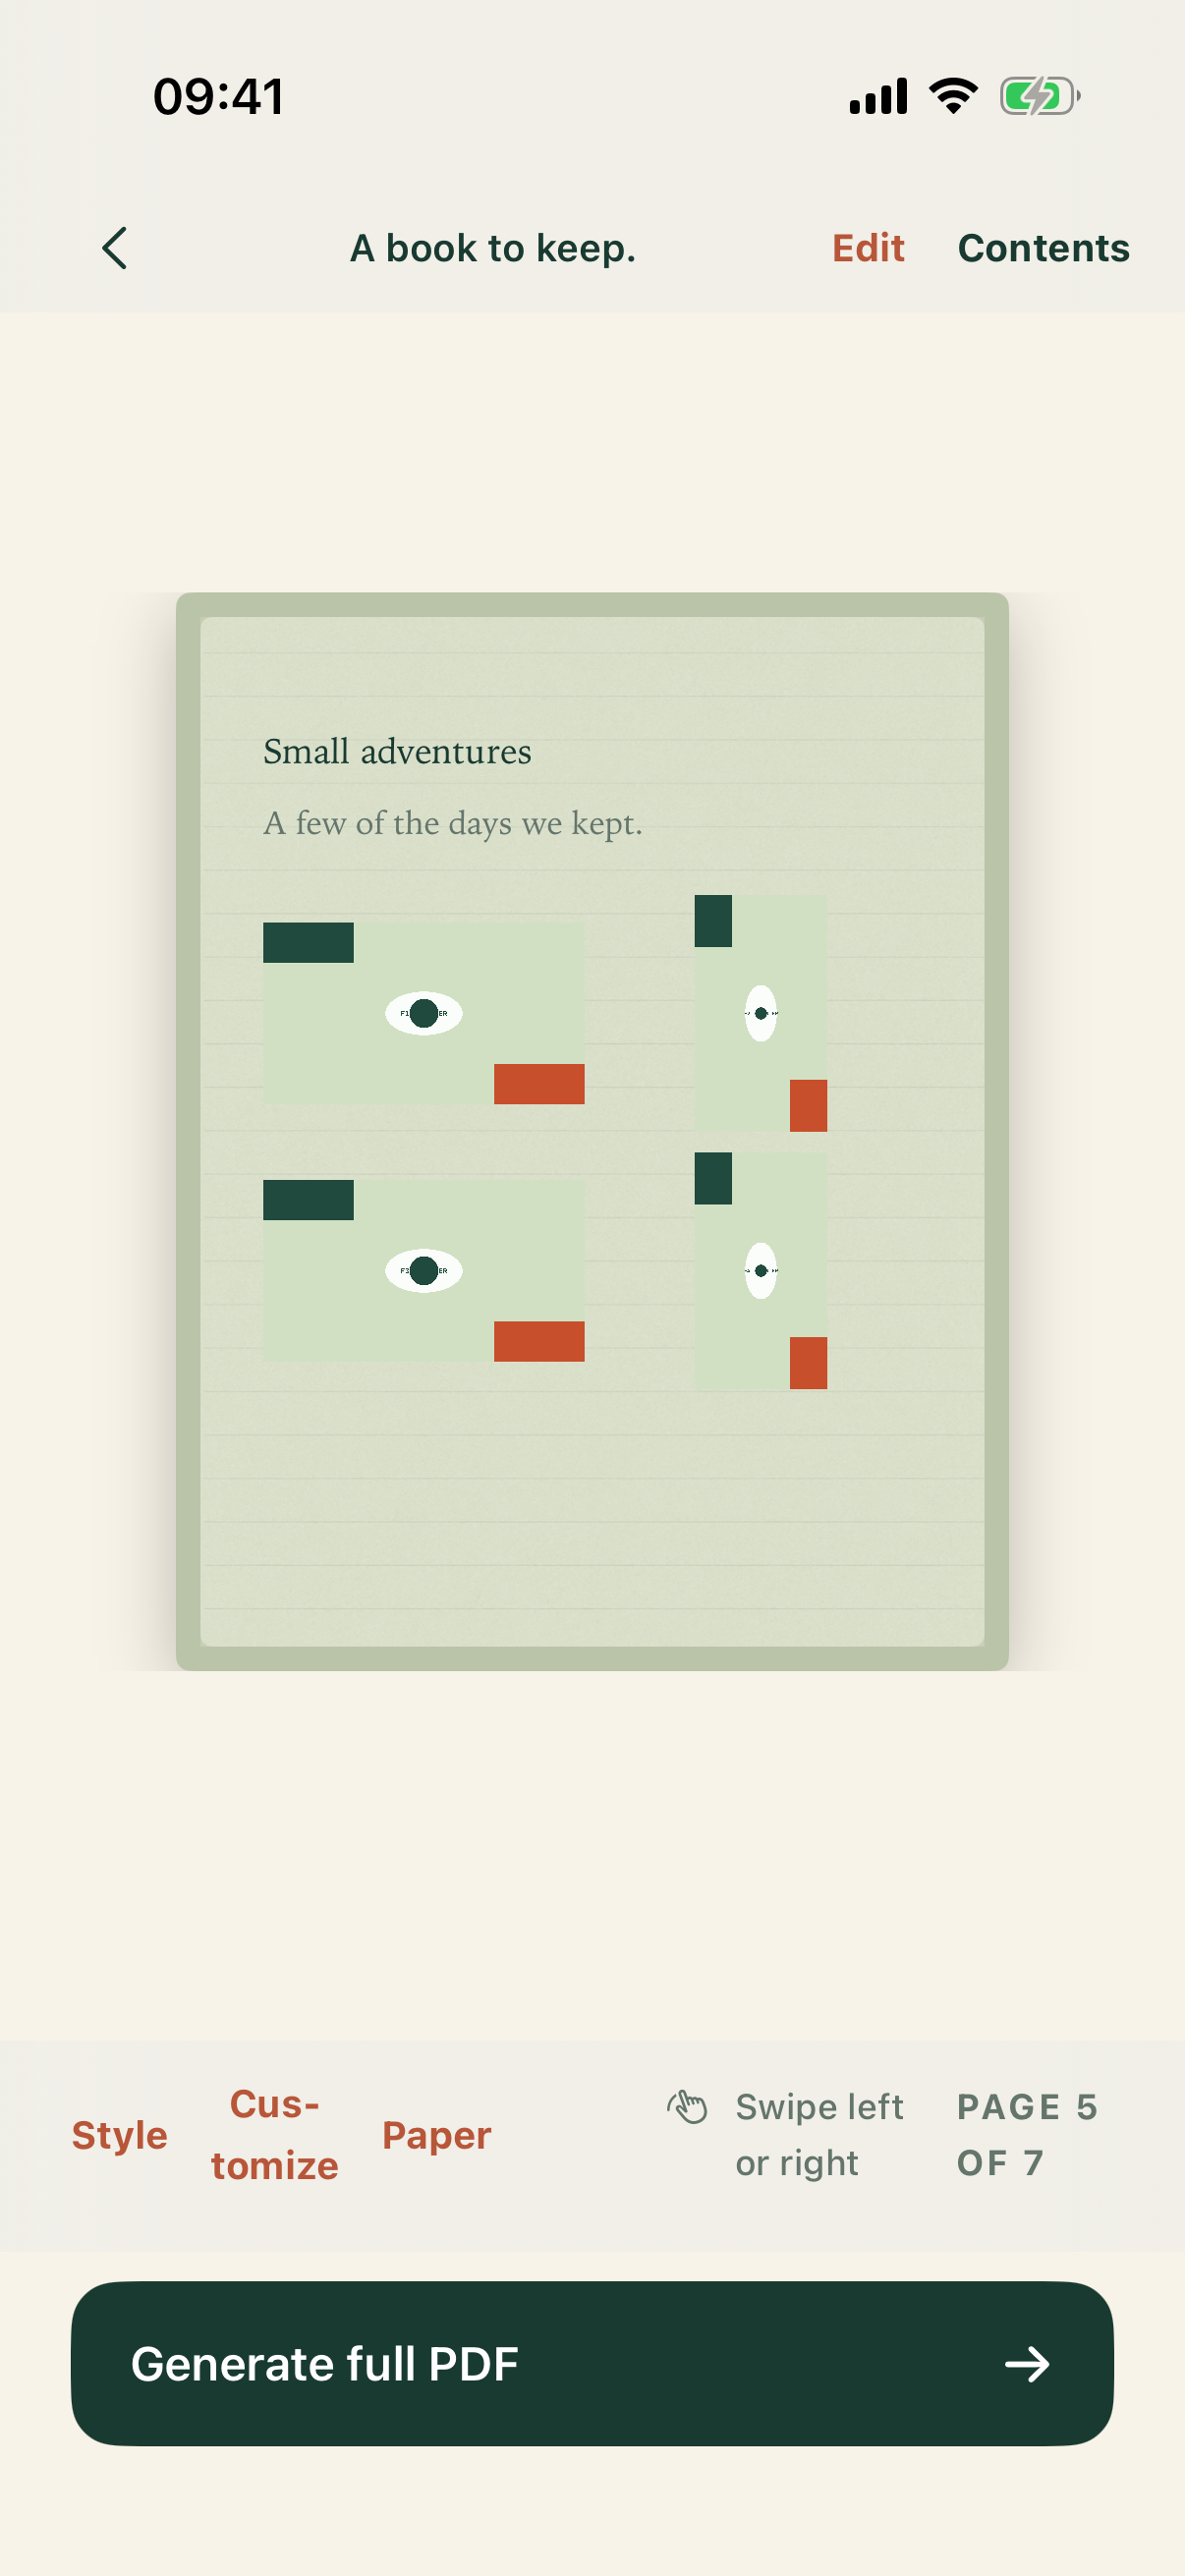 09:41
A book to keep.
Edit
Contents
Small adventures
A few of the days we kept.
Style
Cus-
tomize
Paper
Swipe left
or right
PAGE 5
OF 7
Generate full PDF